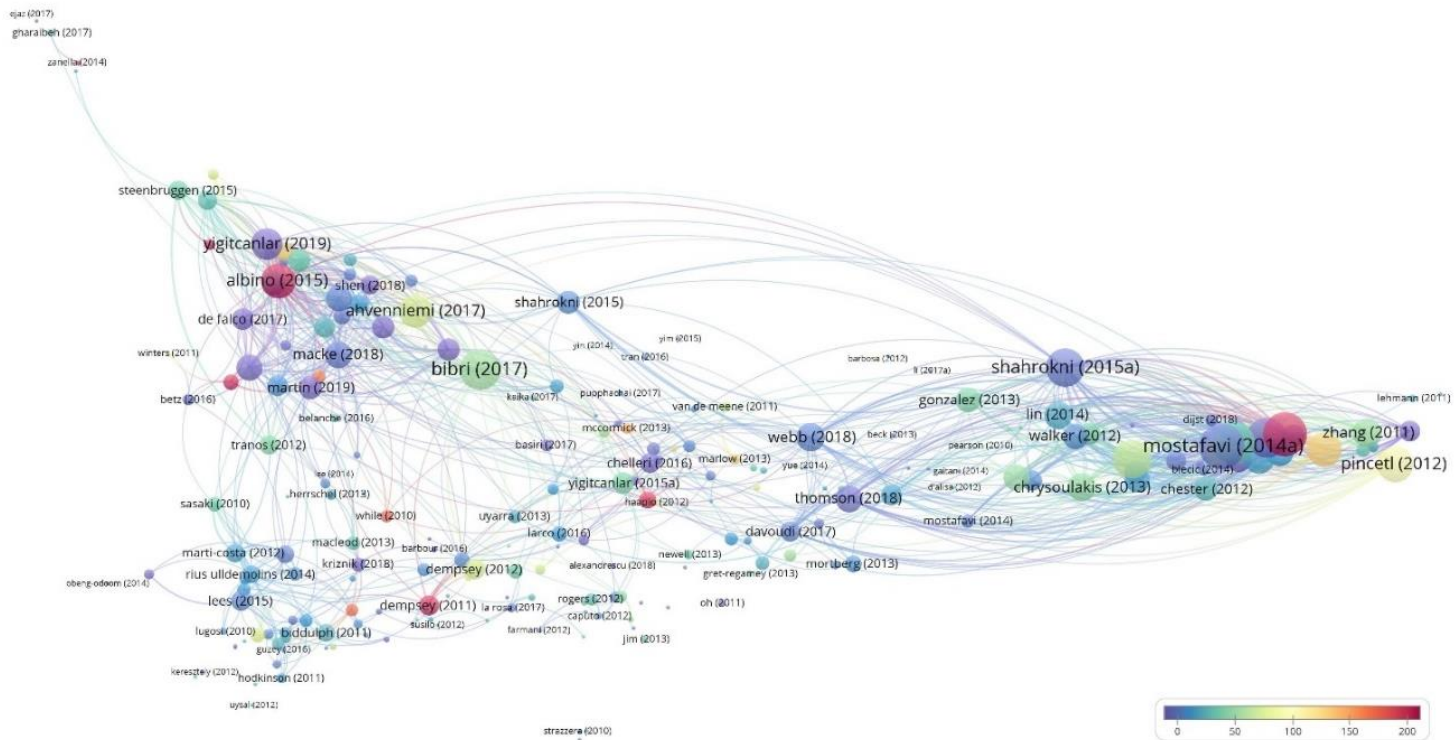 ejaz (2017)
gharaibeh (2017)
zanella (2014)
steenbruggen (2015)
yigitcanlar (2019)
albino (2015)
shen (2018)
ahvenniemi (2017)
shahrokni (2015)
de falco (2017)
yin (2014)
yim (2015)
winters (2011)
macke (2018)
tran (2016)
barbosa (2012)
bibri (2017)
li (2017a)
shahrokni (2015a)
martin (2019)
betz (2016)
kaika (2017)
puophachai (2017)
gonzalez (2013)
lehmann (2011)
van de meene (2011)
belanche (2016)
lin (2014)
dijst (2018)
mccormick (2013)
webb (2018)
beck (2013)
walker (2012)
zhang (2011)
tranos (2012)
basiri (2017)
pearson (2010)
mostafavi (2014a)
chelleri (2016)
marlow (2013)
yue (2014)
pincetl (2012)
gaitani (2014)
blecic (2014)
yigitcanlar (2015a)
d'alisa (2012)
chrysoulakis (2013)
chester (2012)
herrschel (2013)
haapio (2012)
thomson (2018)
sasaki (2010)
while (2010)
uyarra (2013)
mostafavi (2014)
larco (2016)
davoudi (2017)
macleod (2013)
barbour (2016)
marti-costa (2012)
newell (2013)
kriznik (2018)
alexandrescu (2018)
mortberg (2013)
dempsey (2012)
rius ulldemolins (2014)
gret-regamey (2013)
obeng-odoom (2014)
lees (2015)
rogers (2012)
oh (2011)
dempsey (2011)
la rosa (2017)
caputo (2012)
susilo (2012)
lugosi (2010)
biddulph (2011)
farmani (2012)
jim (2013)
guzey (2016)
keresztely (2012)
hodkinson (2011)
uysal (2012)
strazzera (2010)
0 50 100 150 200